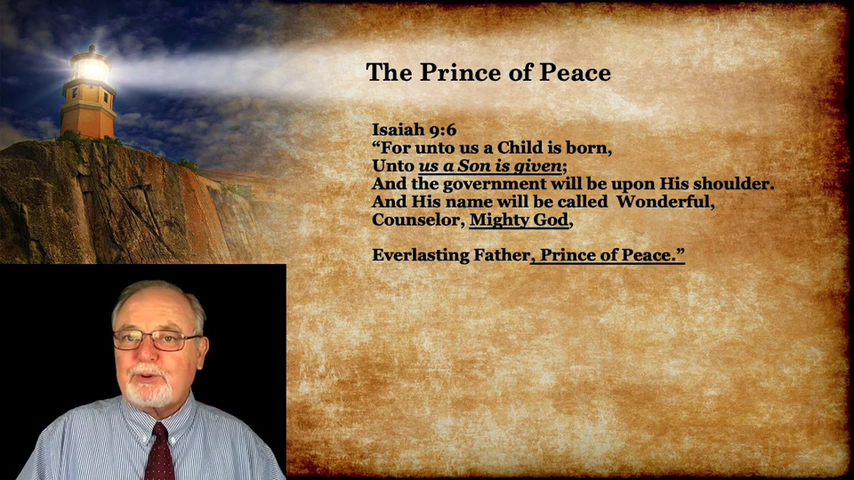 The Prince of Peace
Isaiah 9:6
“For unto us a Child is born,
Unto us a Son is given;
And the government will be upon His shoulder.
And His name will be called  Wonderful,
Counselor, Mighty God,
Everlasting Father, Prince of Peace.”